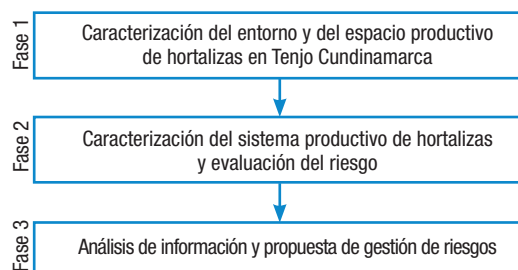 Fase 1
Caracterización del entorno y del espacio productivo
de hortalizas en Tenjo Cundinamarca
Fase 2
Caracterización del sistema productivo de hortalizas
y evaluación del riesgo
Fase 3
Análisis de información y propuesta de gestión de riesgos